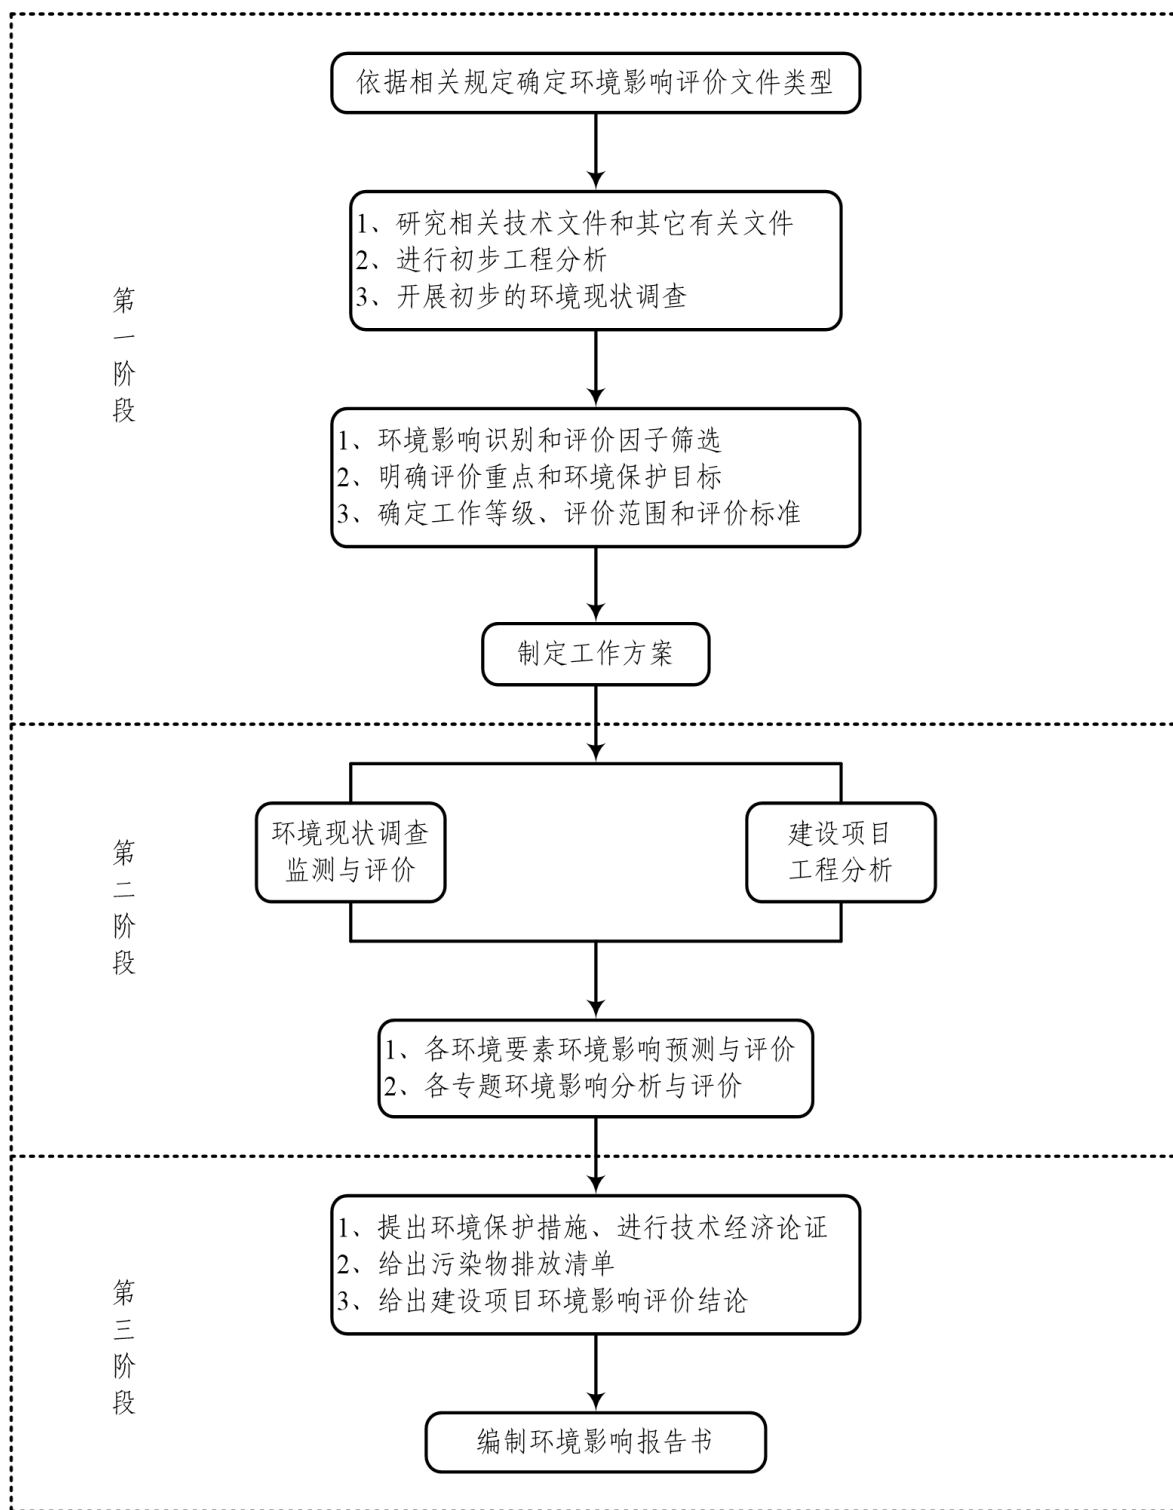 依据相关规定确定环境影响评价文件类型
1、研究相关技术文件和其它有关文件
2、进行初步工程分析
3、开展初步的环境现状调查
第一阶段
1、环境影响识别和评价因子筛选
2、明确评价重点和环境保护目标
3、确定工作等级、评价范围和评价标准
制定工作方案
环境现状调查
监测与评价
建设项目
工程分析
第二阶段
1、各环境要素环境影响预测与评价
2、各专题环境影响分析与评价
1、提出环境保护措施、进行技术经济论证
2、给出污染物排放清单
3、给出建设项目环境影响评价结论
第三阶段
编制环境影响报告书